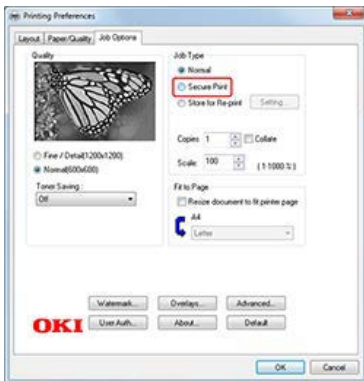 Printing Preferences
Layout Paper/Quality Job Options
Quality
Fine / Detail(1200x1200)
Normal(600x600)
Toner Saving :
Off
Job Type
Normal
Secure Print
Store for Re-print Setting...
Copies 1 Collate
Scale: 100 (1-1000 %)
Fit to Page
Resize document to fit printer page
A4
Letter
Watermark... Overlays... Advanced...
OKI User Auth... About... Default
OK Cancel